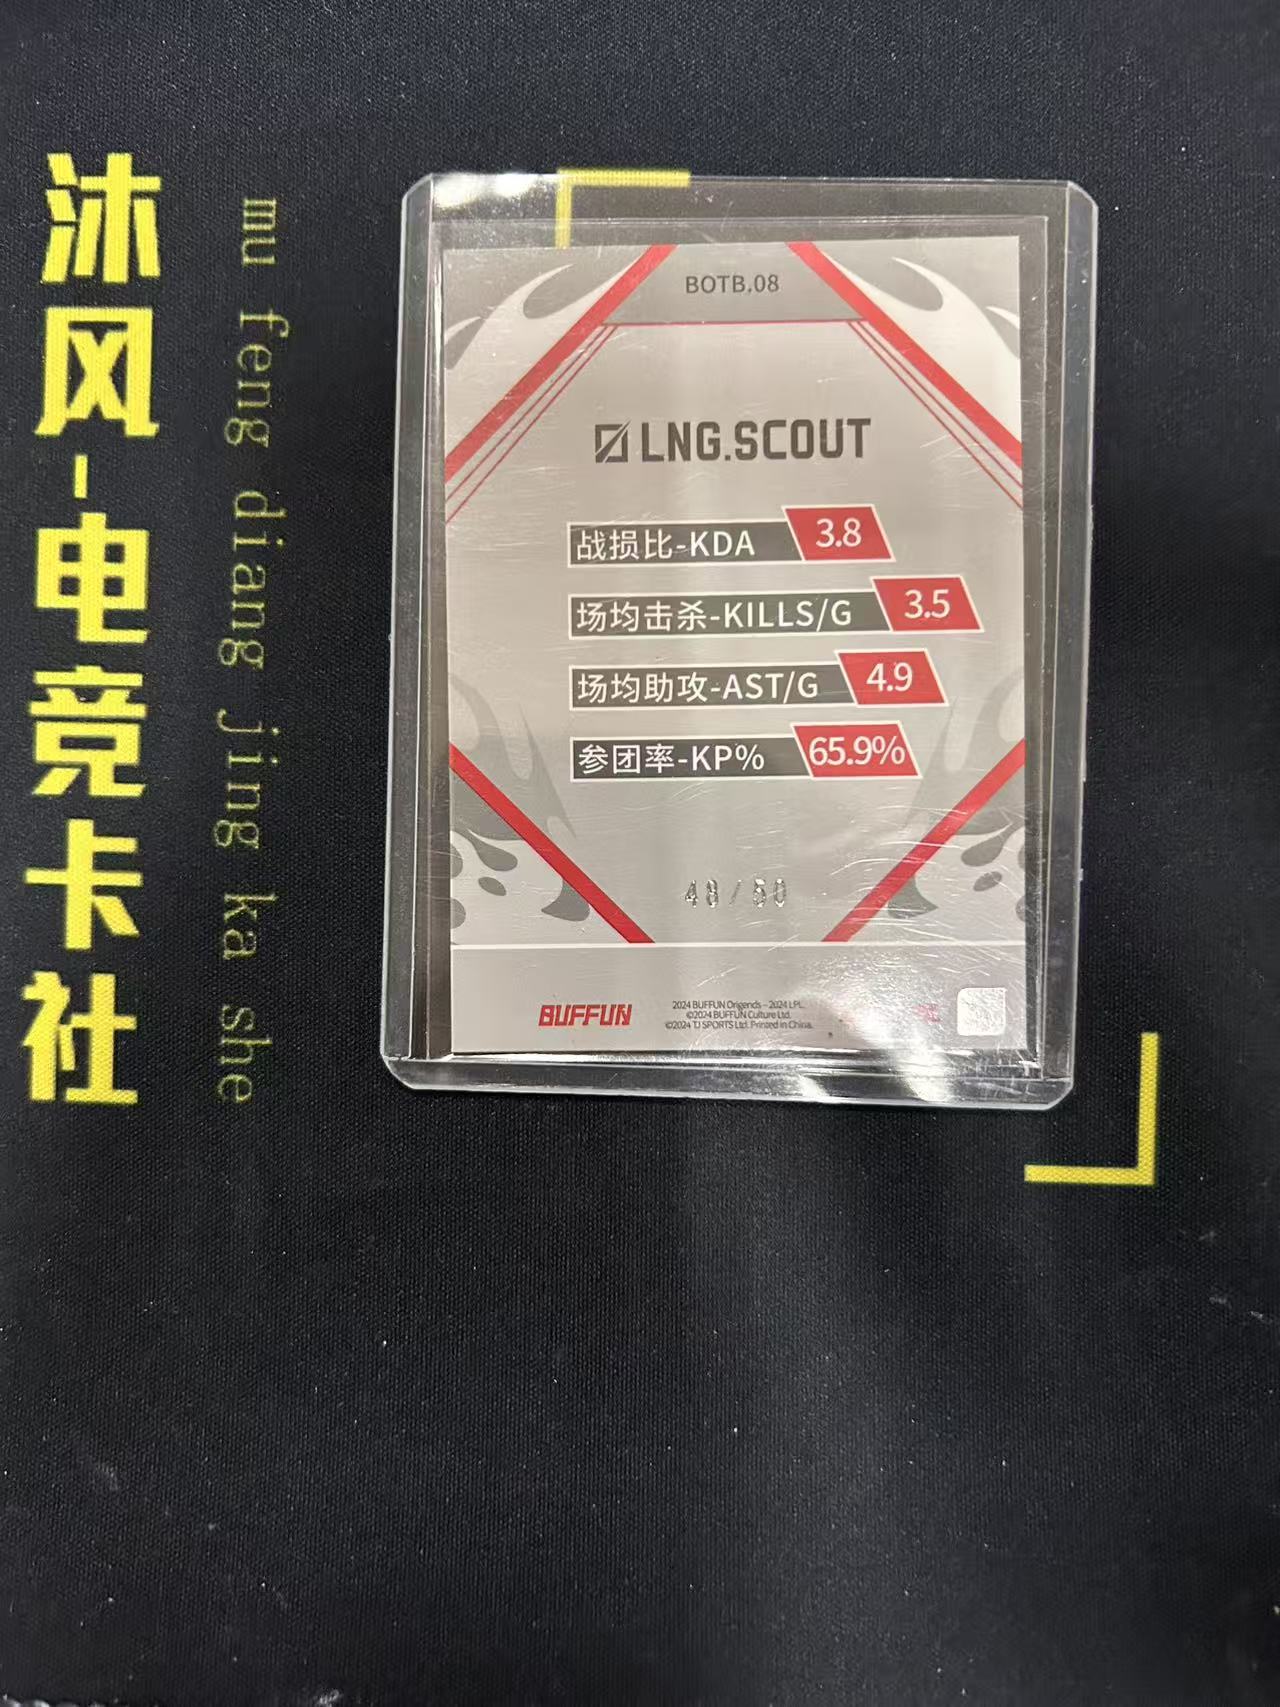 沐风-电竞卡社
mu feng dian jing ka she
BOTB.08
LNG.SCOUT
战损比-KDA 3.8
场均击杀-KILLS/G 3.5
场均助攻-AST/G 4.9
参团率-KP% 65.9%
48/50
BUFFUN
2024 BUFFUN Origends - 2024 LPL.
©2024 BUFFUN Culture Ltd.
©2024 TJ SPORTS Ltd. Printed in China.